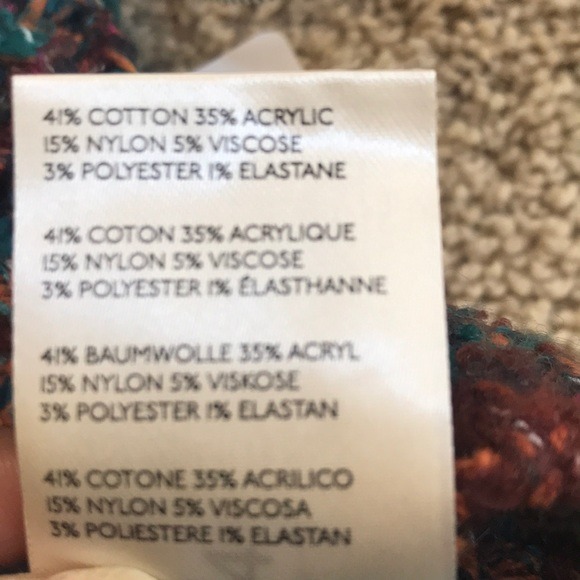 41% COTTON 35% ACRYLIC
15% NYLON 5% VISCOSE
3% POLYESTER 1% ELASTANE
41% COTON 35% ACRYLIQUE
15% NYLON 5% VISCOSE
3% POLYESTER 1% ÉLASTHANNE
41% BAUMWOLLE 35% ACRYL
15% NYLON 5% VISKOSE
3% POLYESTER 1% ELASTAN
41% COTONE 35% ACRILICO
15% NYLON 5% VISCOSA
3% POLIESTERE 1% ELASTAN